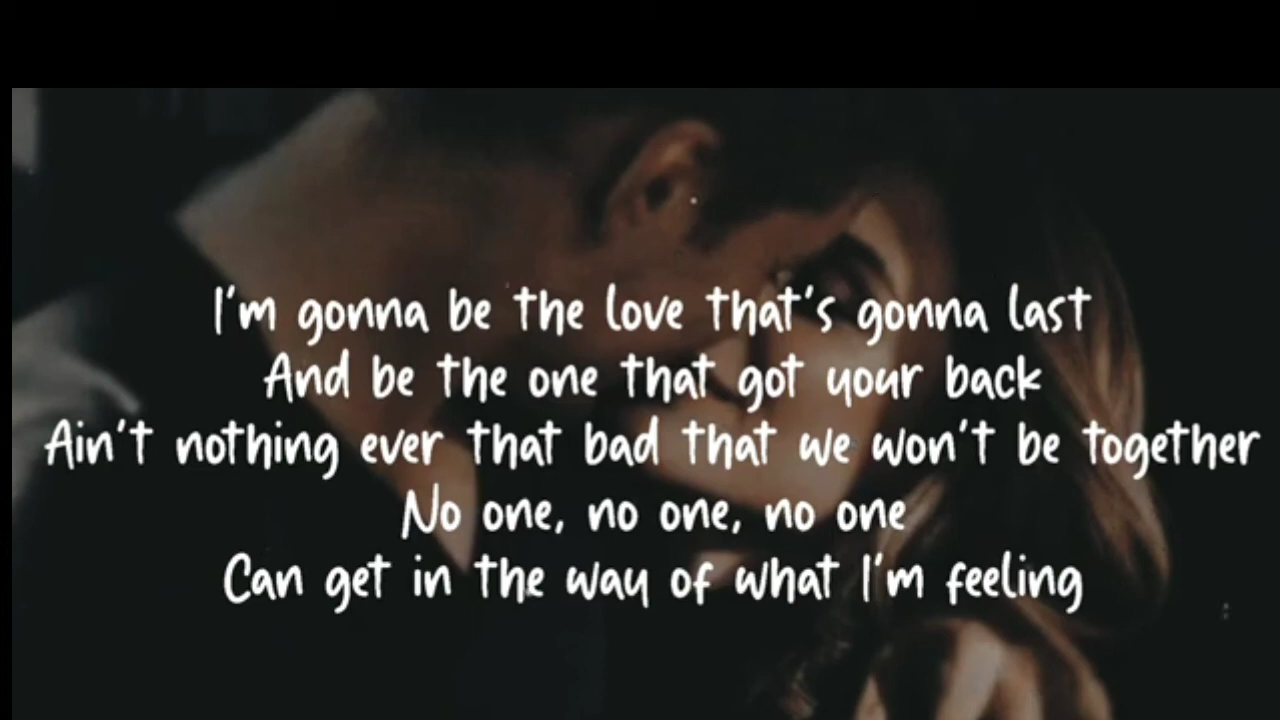 I'm gonna be the love that's gonna last
And be the one that got your back
Ain't nothing ever that bad that we won't be together
No one, no one, no one
Can get in the way of what I'm feeling